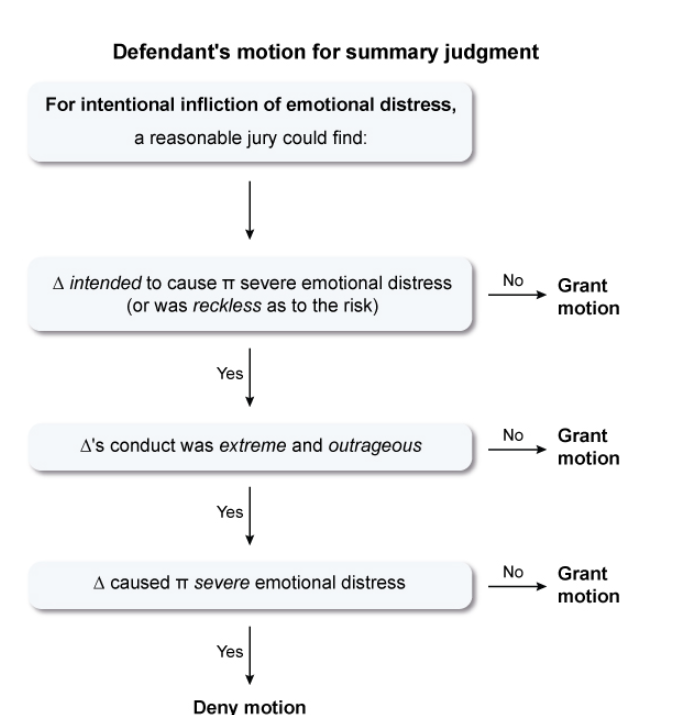 Defendant's motion for summary judgment
For intentional infliction of emotional distress,
a reasonable jury could find:
Δ intended to cause π severe emotional distress
(or was reckless as to the risk)
No
Grant
motion
Yes
Δ's conduct was extreme and outrageous
No
Grant
motion
Yes
Δ caused π severe emotional distress
No
Grant
motion
Yes
Deny motion